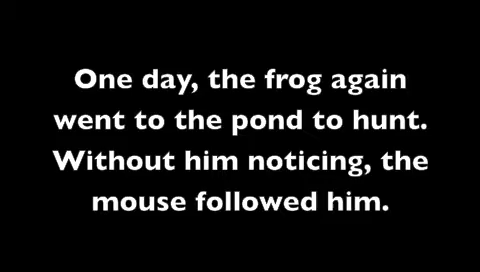 One day, the frog again
went to the pond to hunt.
Without him noticing, the
mouse followed him.